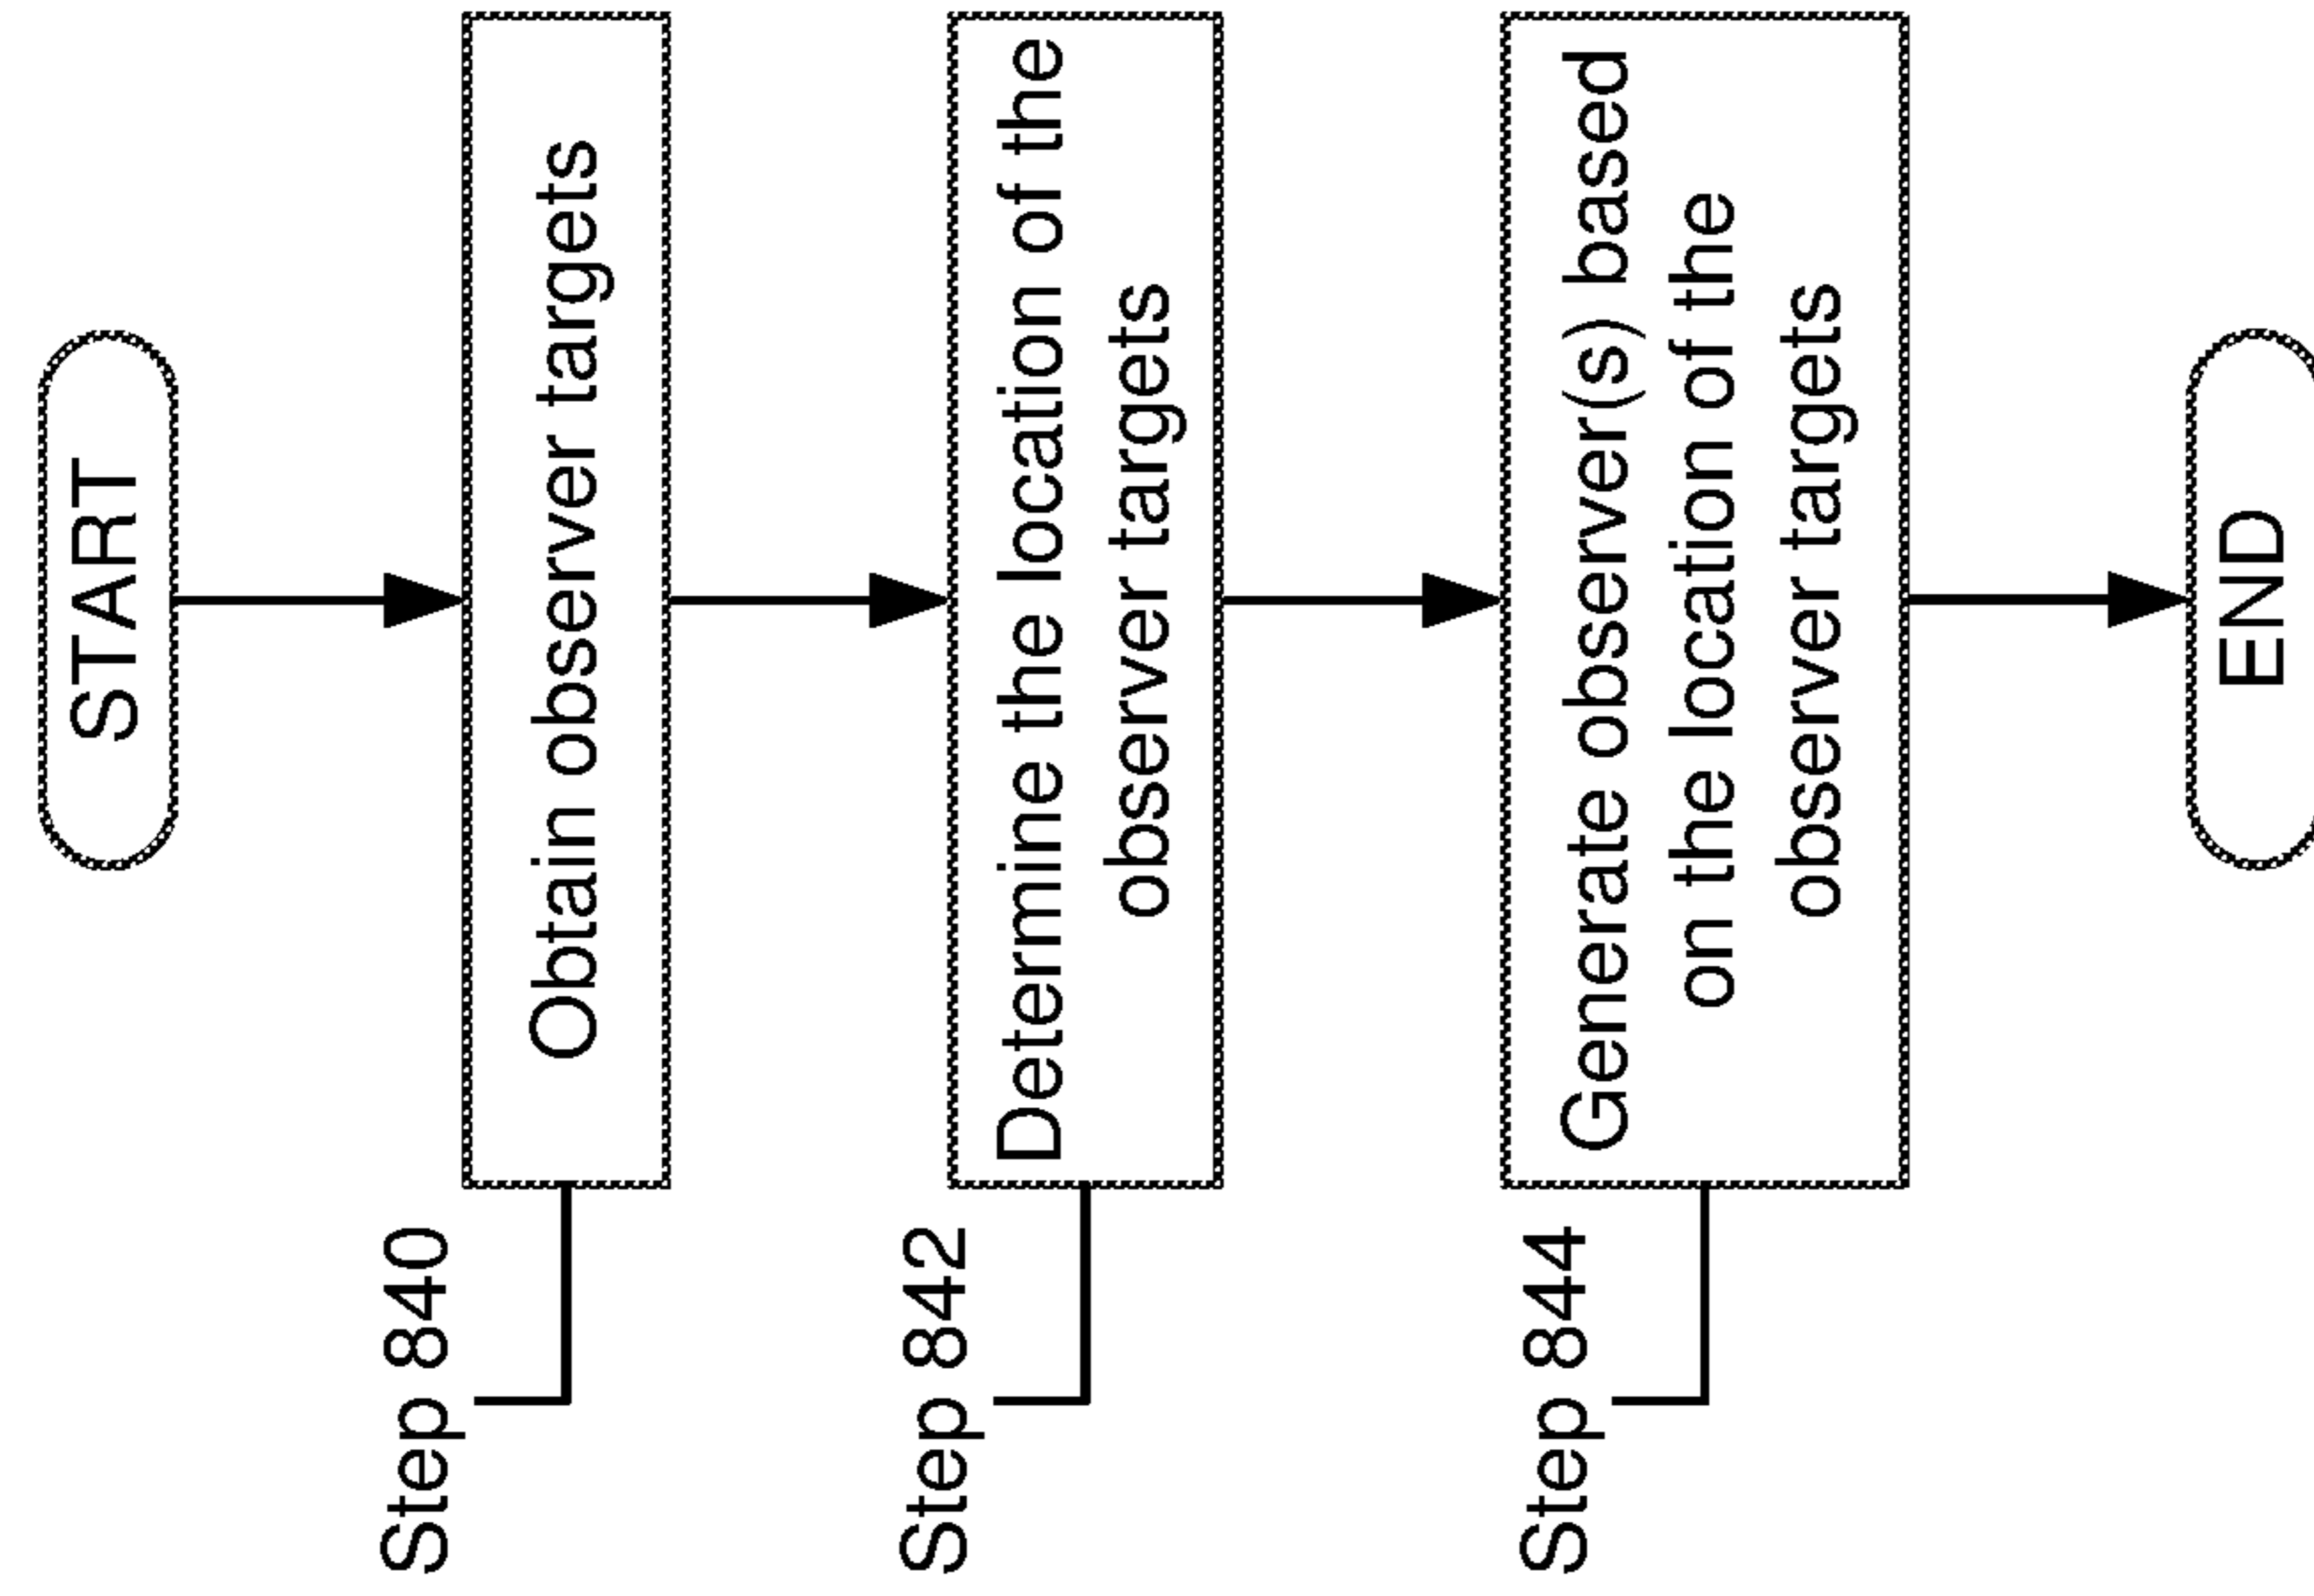 START
Step 840
Obtain observer targets
Step 842
Determine the location of the
observer targets
Step 844
Generate observer(s) based
on the location of the
observer targets
END